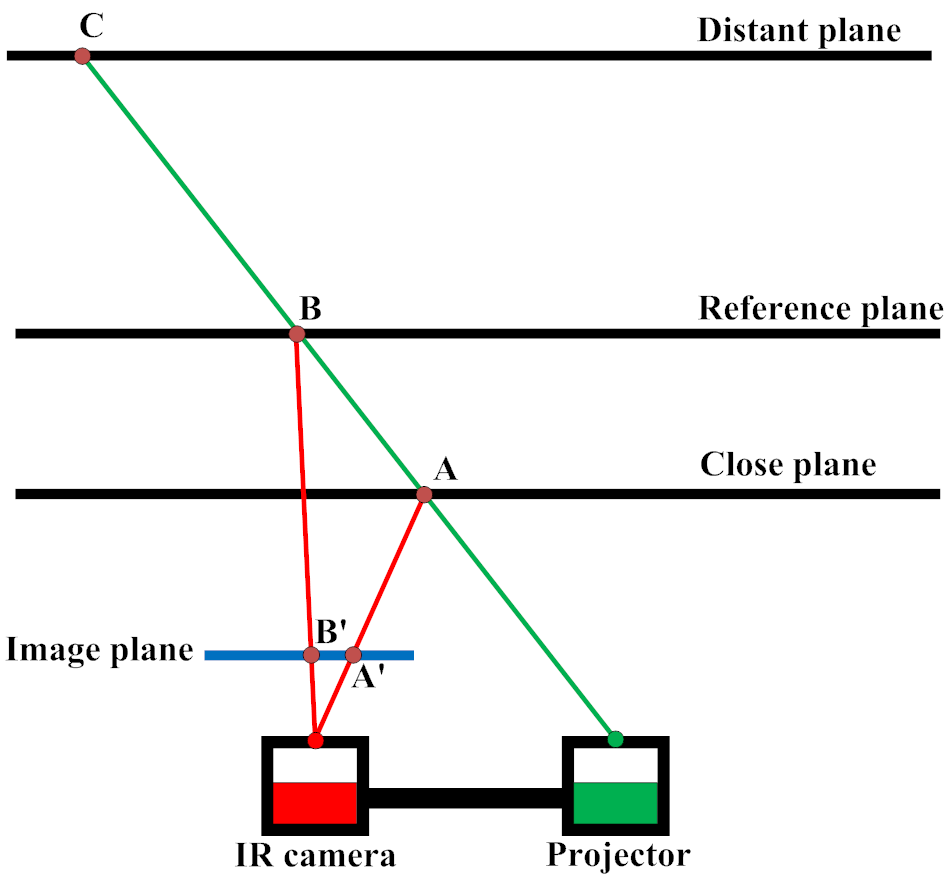 C
Distant plane
B
Reference plane
A
Close plane
B'
Image plane
A'
IR camera
Projector